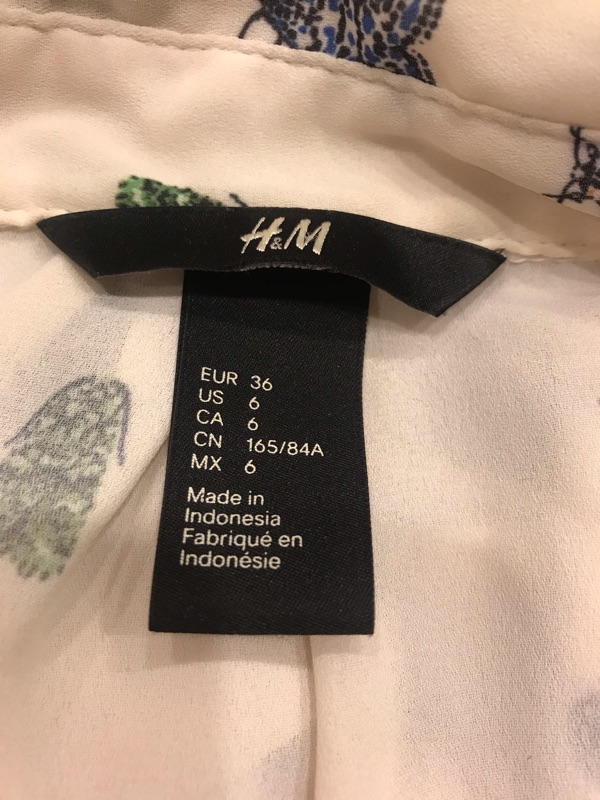 H&M
EUR 36
US 6
CA 6
CN 165/84A
MX 6
Made in
Indonesia
Fabriqué en
Indonésie